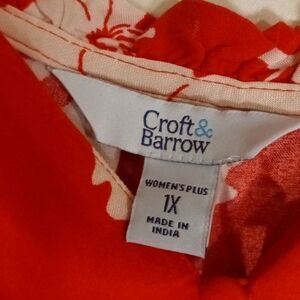 Croft&
Barrow
WOMEN'S PLUS
1X
MADE IN
INDIA